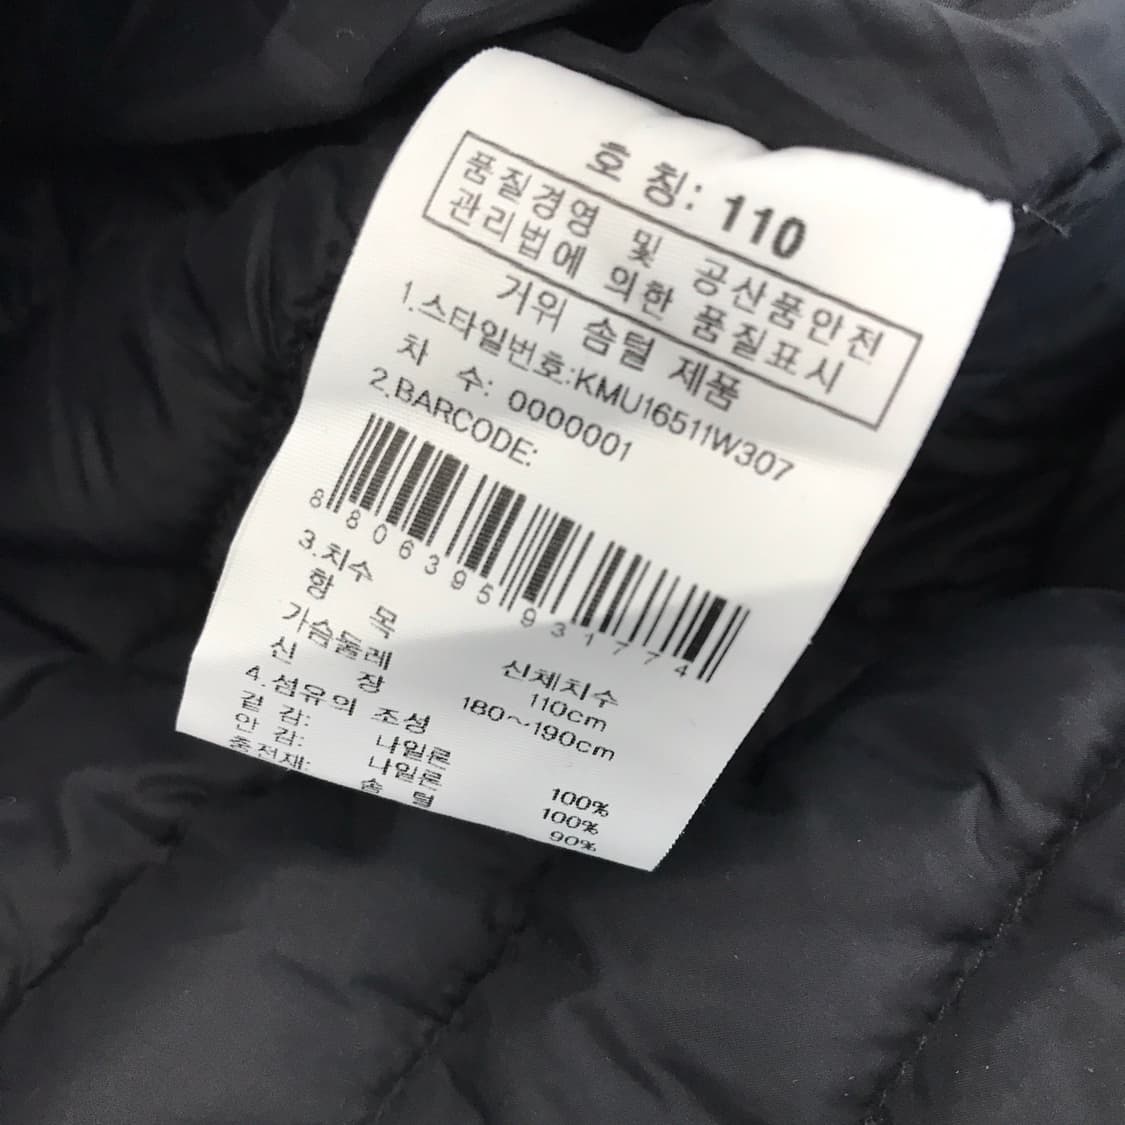 호 칭: 110
품질경영 및 공산품안전
관리법에 의한 품질표시
거위 솜털 제품
1.스타일번호:KMU16511W307
차 수: 0000001
2.BARCODE:
8 806395 931774
3.치수
항 목 신체치수
가슴둘레 110cm
신 장 180~190cm
4.섬유의 조성
겉 감: 나일론 100%
안 감: 나일론 100%
충전재: 솜 털 90%